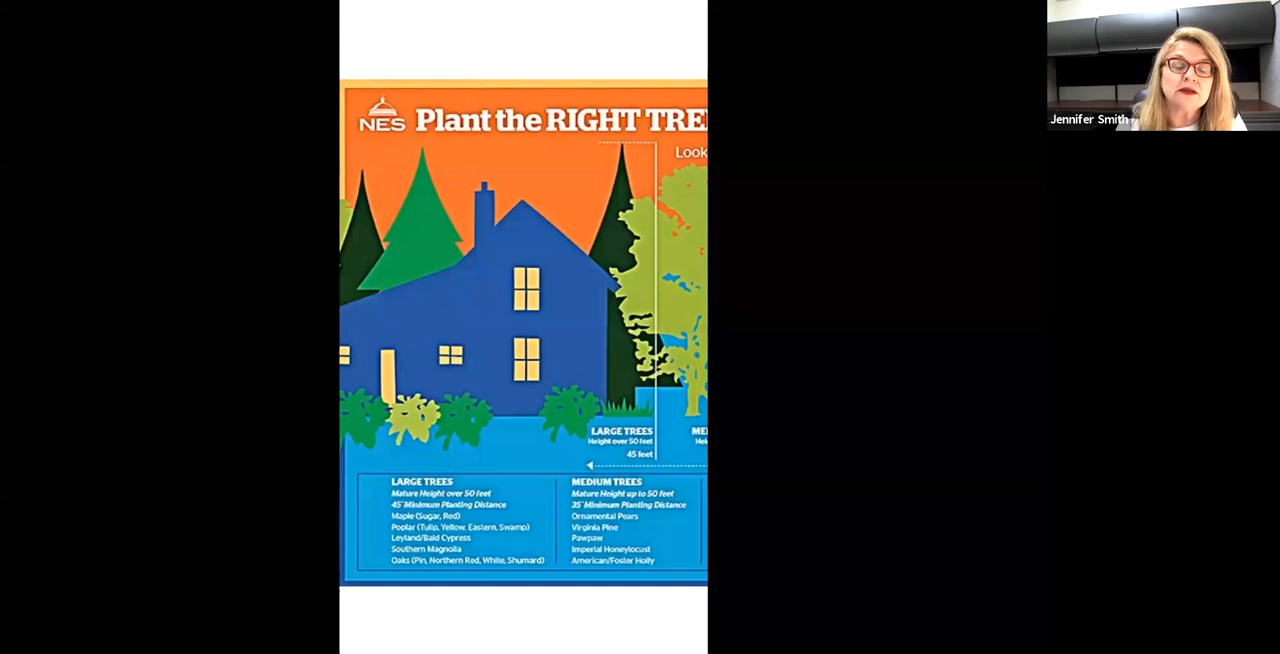 NES
Plant the RIGHT TRE
Look
LARGE TREES
Height over 50 feet
45 feet
ME
Hei
LARGE TREES
Mature Height over 50 feet
45' Minimum Planting Distance
Maple (Sugar, Red)
Poplar (Tulip, Yellow, Eastern, Swamp)
Leyland/Bald Cypress
Southern Magnolia
Oaks (Pin, Northern Red, White, Shumard)
MEDIUM TREES
Mature Height up to 50 feet
35' Minimum Planting Distance
Ornamental Pears
Virginia Pine
Pawpaw
Imperial Honeylocust
American/Foster Holly
Jennifer Smith